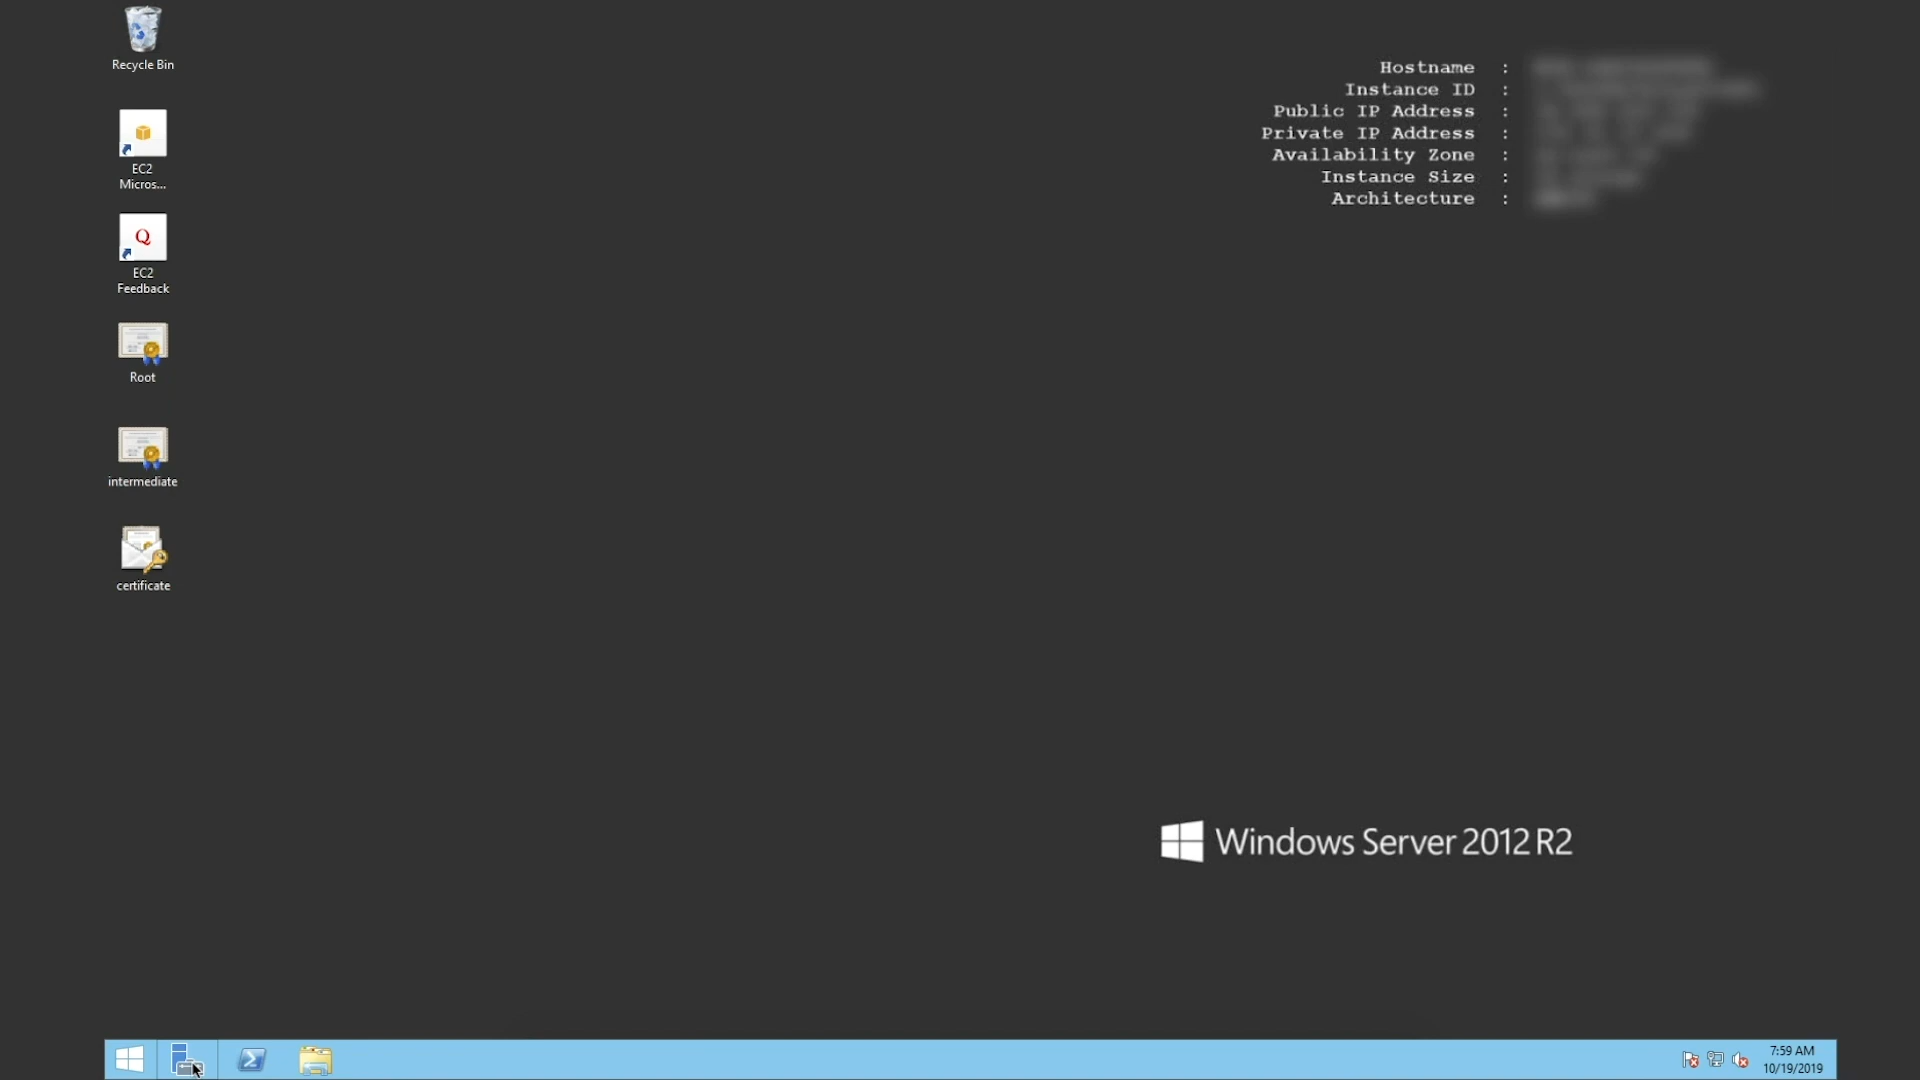 Recycle Bin
EC2
Micros...
Q
EC2
Feedback
Root
intermediate
certificate
Hostname :
Instance ID :
Public IP Address :
Private IP Address :
Availability Zone :
Instance Size :
Architecture :
Windows Server 2012 R2
7:59 AM
10/19/2019